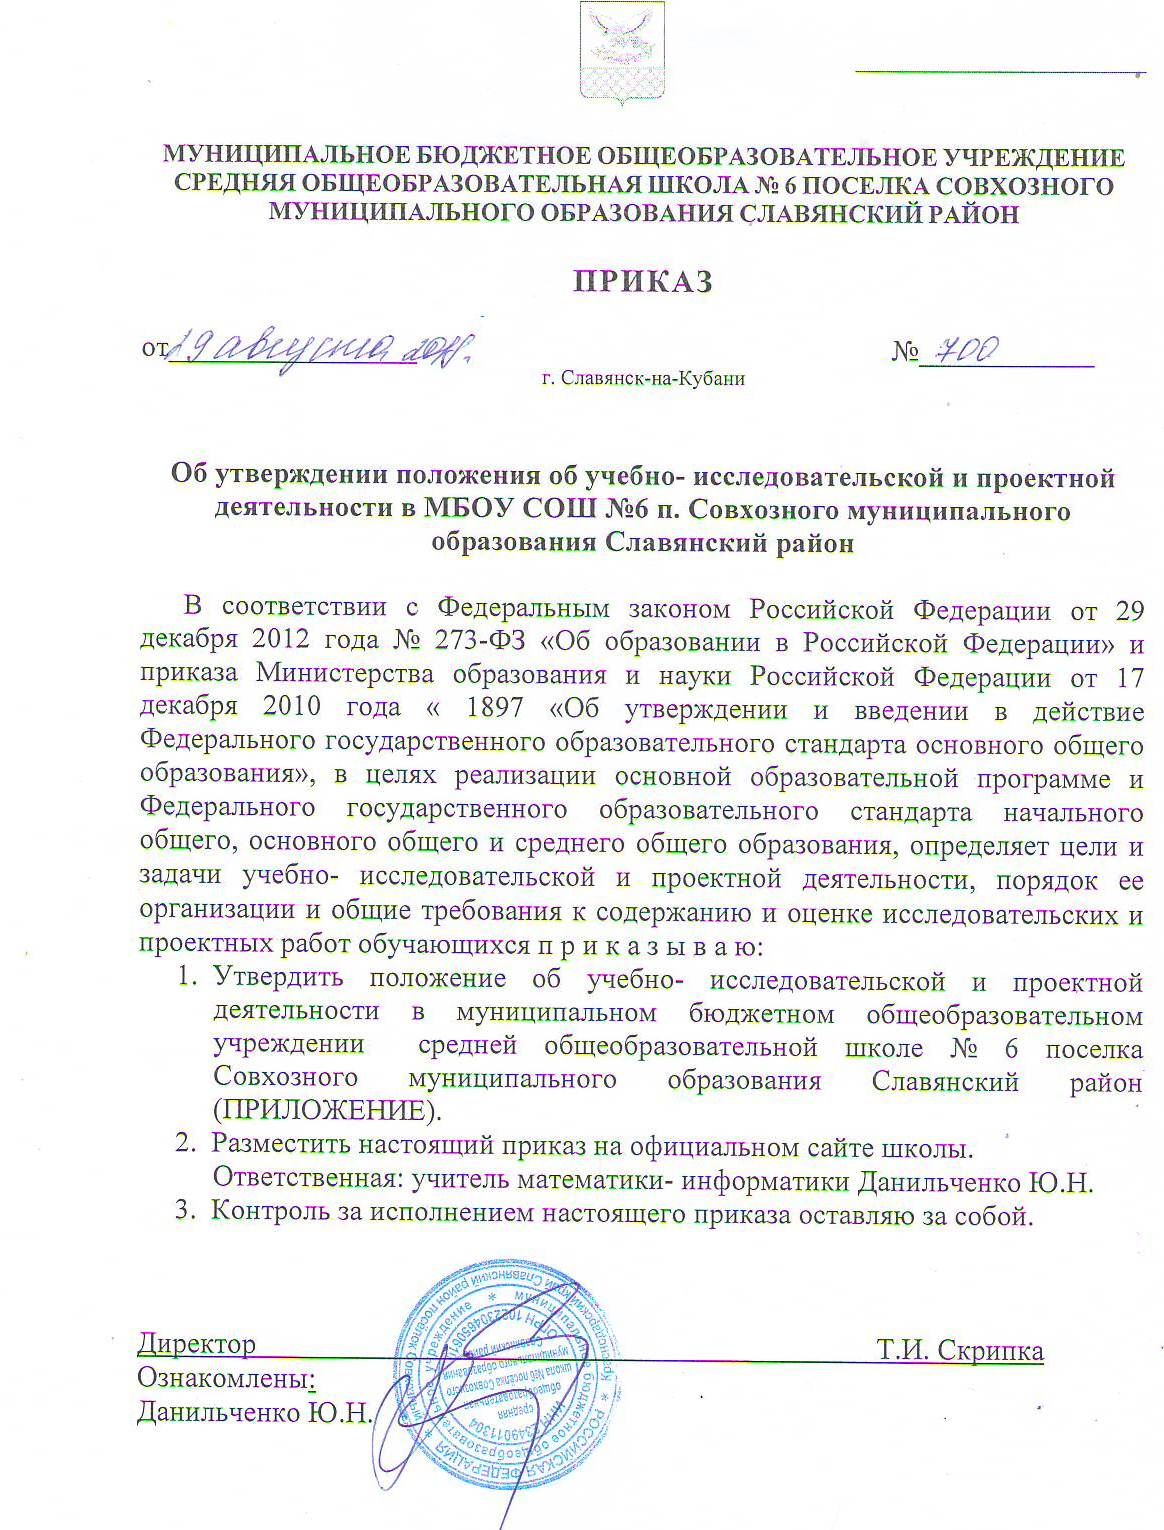 МУНИЦИПАЛЬНОЕ БЮДЖЕТНОЕ ОБЩЕОБРАЗОВАТЕЛЬНОЕ УЧРЕЖДЕНИЕ
СРЕДНЯЯ ОБЩЕОБРАЗОВАТЕЛЬНАЯ ШКОЛА № 6 ПОСЕЛКА СОВХОЗНОГО
МУНИЦИПАЛЬНОГО ОБРАЗОВАНИЯ СЛАВЯНСКИЙ РАЙОН
ПРИКАЗ
от 29 августа № 700
г. Славянск-на-Кубани
Об утверждении положения об учебно- исследовательской и проектной
деятельности в МБОУ СОШ №6 п. Совхозного муниципального
образования Славянский район
В соответствии с Федеральным законом Российской Федерации от 29
декабря 2012 года № 273-ФЗ «Об образовании в Российской Федерации» и
приказа Министерства образования и науки Российской Федерации от 17
декабря 2010 года « 1897 «Об утверждении и введении в действие
Федерального государственного образовательного стандарта основного общего
образования», в целях реализации основной образовательной программе и
Федерального государственного образовательного стандарта начального
общего, основного общего и среднего общего образования, определяет цели и
задачи учебно- исследовательской и проектной деятельности, порядок ее
организации и общие требования к содержанию и оценке исследовательских и
проектных работ обучающихся п р и к а з ы в а ю:
1. Утвердить положение об учебно- исследовательской и проектной
деятельности в муниципальном бюджетном общеобразовательном
учреждении средней общеобразовательной школе № 6 поселка
Совхозного муниципального образования Славянский район
(ПРИЛОЖЕНИЕ).
2. Разместить настоящий приказ на официальном сайте школы.
Ответственная: учитель математики- информатики Данильченко Ю.Н.
3. Контроль за исполнением настоящего приказа оставляю за собой.
Директор Т.И. Скрипка
Ознакомлены:
Данильченко Ю.Н.
РОССИЙСКАЯ ФЕДЕРАЦИЯ